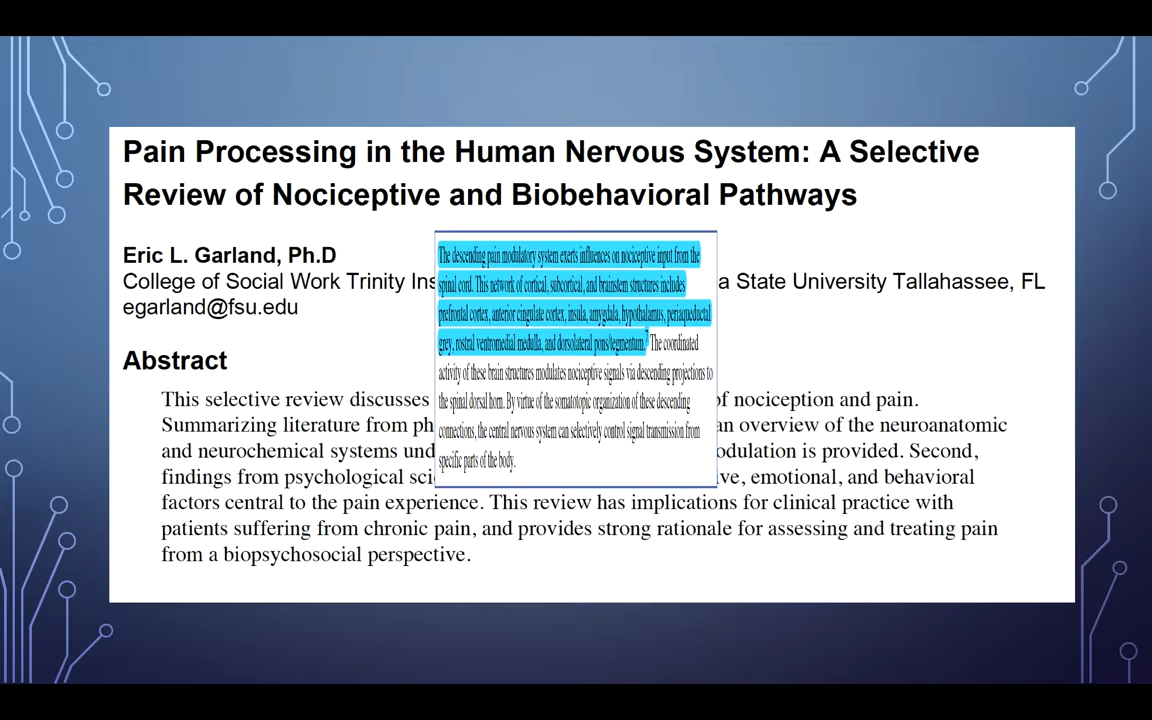 Pain Processing in the Human Nervous System: A Selective
Review of Nociceptive and Biobehavioral Pathways
Eric L. Garland, Ph.D
College of Social Work Trinity Ins
a State University Tallahassee, FL
egarland@fsu.edu
Abstract
This selective review discusses
of nociception and pain.
Summarizing literature from ph
an overview of the neuroanatomic
and neurochemical systems und
odulation is provided. Second,
findings from psychological sci
ive, emotional, and behavioral
factors central to the pain experience. This review has implications for clinical practice with
patients suffering from chronic pain, and provides strong rationale for assessing and treating pain
from a biopsychosocial perspective.
The descending pain modulatory system exerts influences on nociceptive input from the
spinal cord. This network of cortical, subcortical, and brainstem structures includes
prefrontal cortex, anterior cingulate cortex, insula, amygdala, hypothalamus, periaqueductal
grey, rostral ventromedial medulla, and dorsolateral pons/tegmentum.7 The coordinated
activity of these brain structures modulates nociceptive signals via descending projections to
the spinal dorsal horn. By virtue of the somatotopic organization of these descending
connections, the central nervous system can selectively control signal transmission from
specific parts of the body.